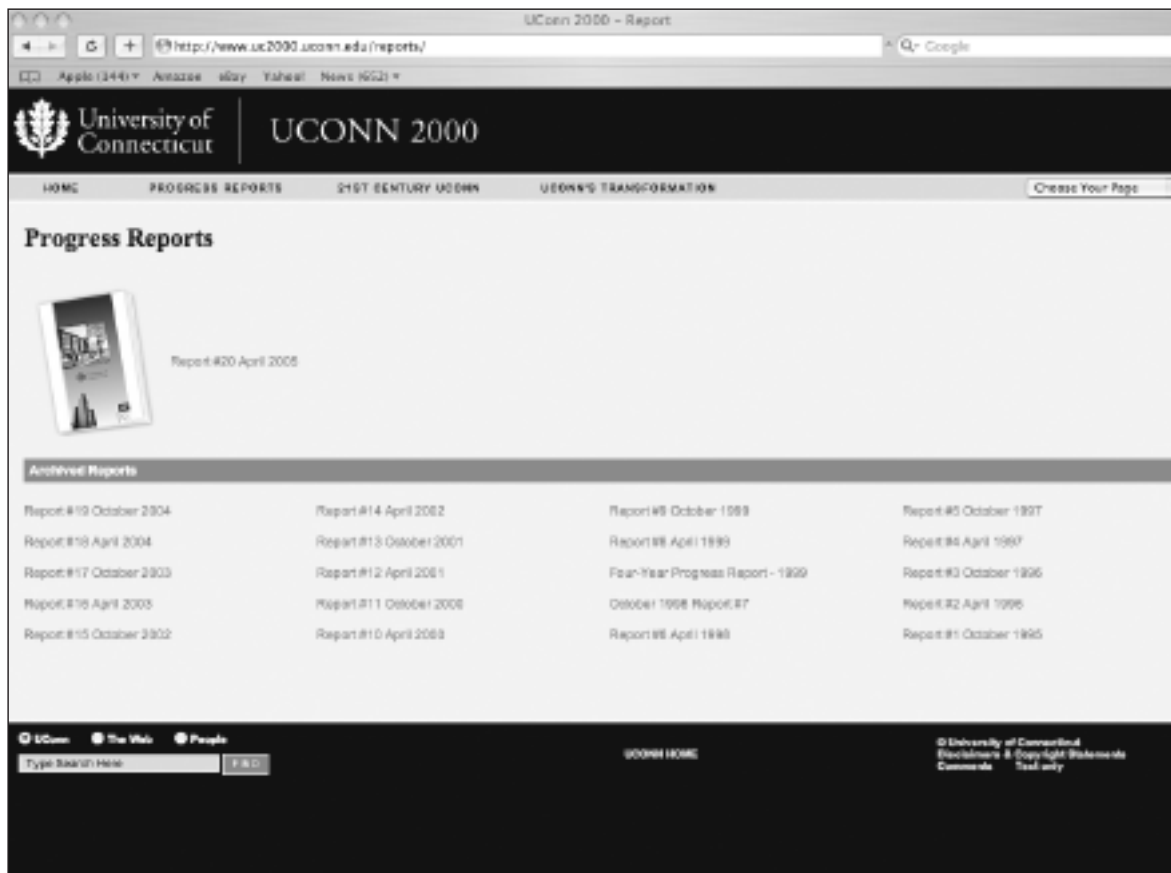 UConn 2000 – Report
http://www.uc2000.uconn.edu/reports/
Google
Apple (144) Amazon eBay Yahoo! News (652)
University of
Connecticut
UCONN 2000
HOME PROGRESS REPORTS 21ST CENTURY UCONN UCONN'S TRANSFORMATION Choose Your Page
Progress Reports
Report #20 April 2005
Archived Reports
Report #19 October 2004 Report #14 April 2002 Report #9 October 1999 Report #5 October 1997
Report #18 April 2004 Report #13 October 2001 Report #8 April 1999 Report #4 April 1997
Report #17 October 2003 Report #12 April 2001 Four-Year Progress Report - 1999 Report #3 October 1996
Report #16 April 2003 Report #11 October 2000 October 1998 Report #7 Report #2 April 1996
Report #15 October 2002 Report #10 April 2000 Report #6 April 1998 Report #1 October 1995
UConn The Web People
Type Search Here FIND
UCONN HOME
© University of Connecticut
Disclaimers & Copyright Statements
Comments Text only